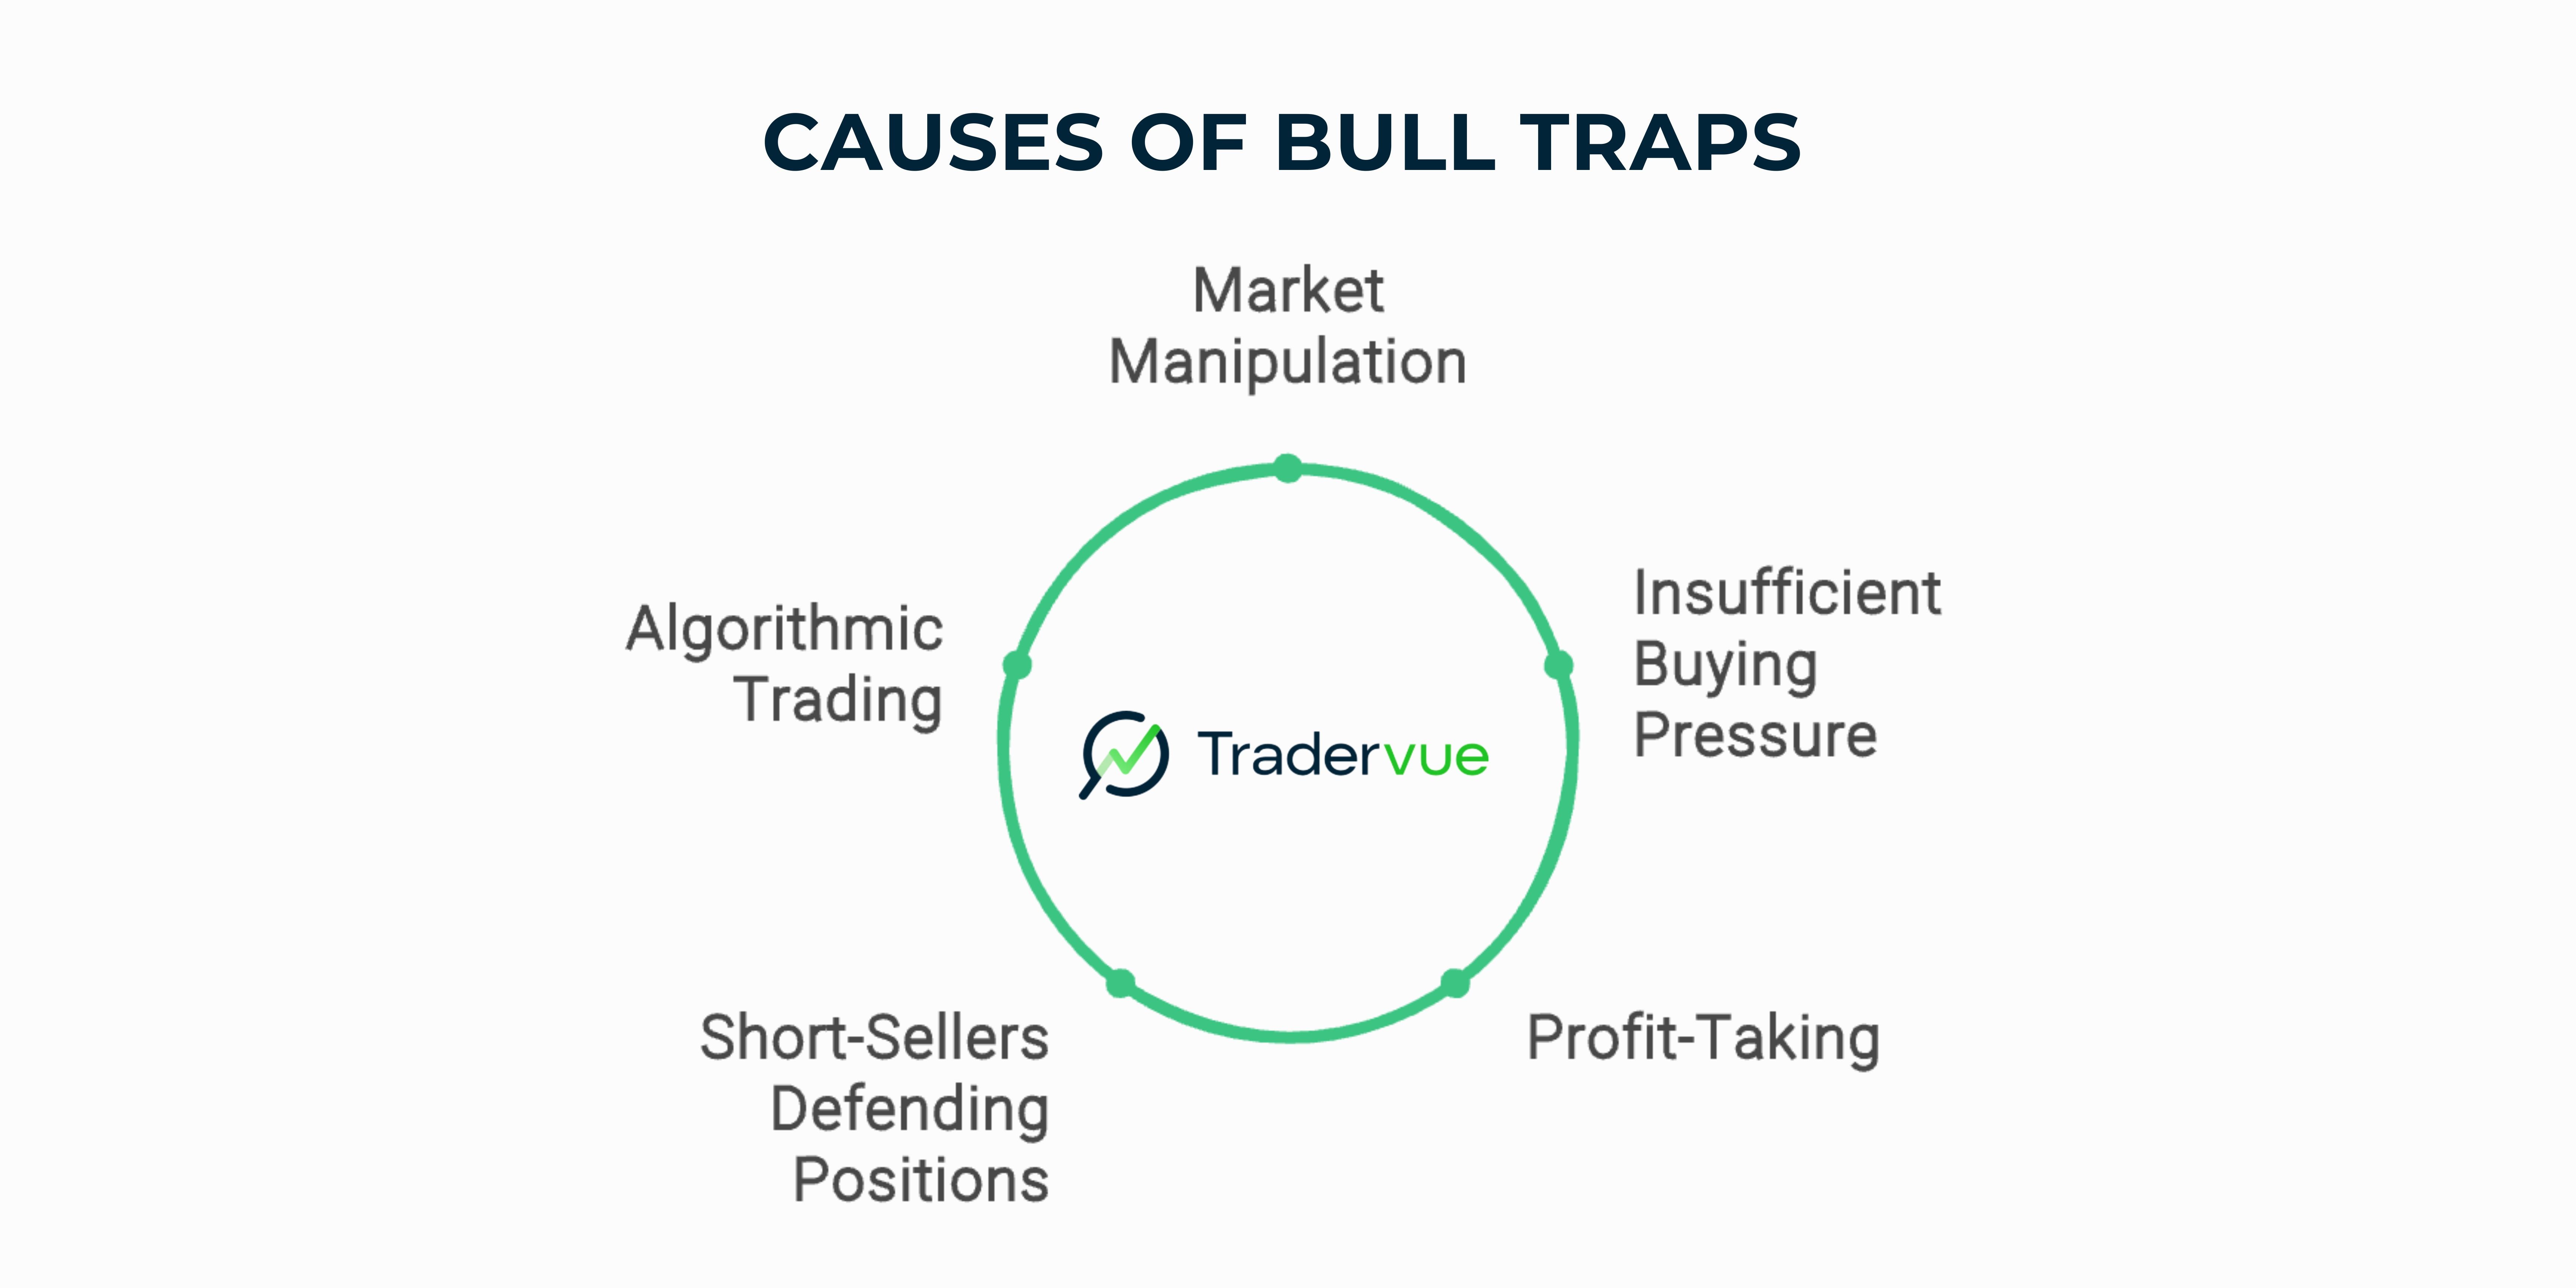 CAUSES OF BULL TRAPS
Market
Manipulation
Insufficient
Buying
Pressure
Profit-Taking
Short-Sellers
Defending
Positions
Algorithmic
Trading
Tradervue